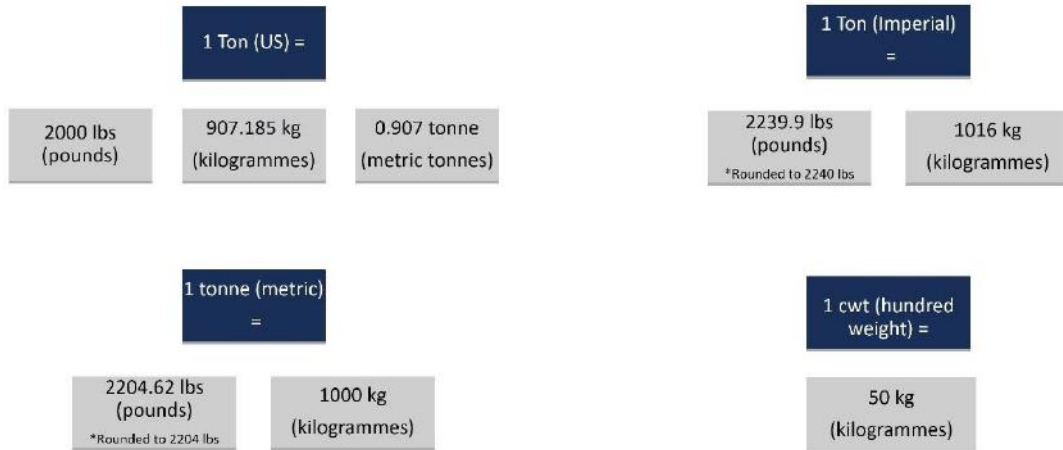 1 Ton (US) =
2000 lbs
(pounds)
907.185 kg
(kilogrammes)
0.907 tonne
(metric tonnes)
1 Ton (Imperial)
=
2239.9 lbs
(pounds)
*Rounded to 2240 lbs
1016 kg
(kilogrammes)
1 tonne (metric)
=
2204.62 lbs
(pounds)
*Rounded to 2204 lbs
1000 kg
(kilogrammes)
1 cwt (hundred
weight) =
50 kg
(kilogrammes)